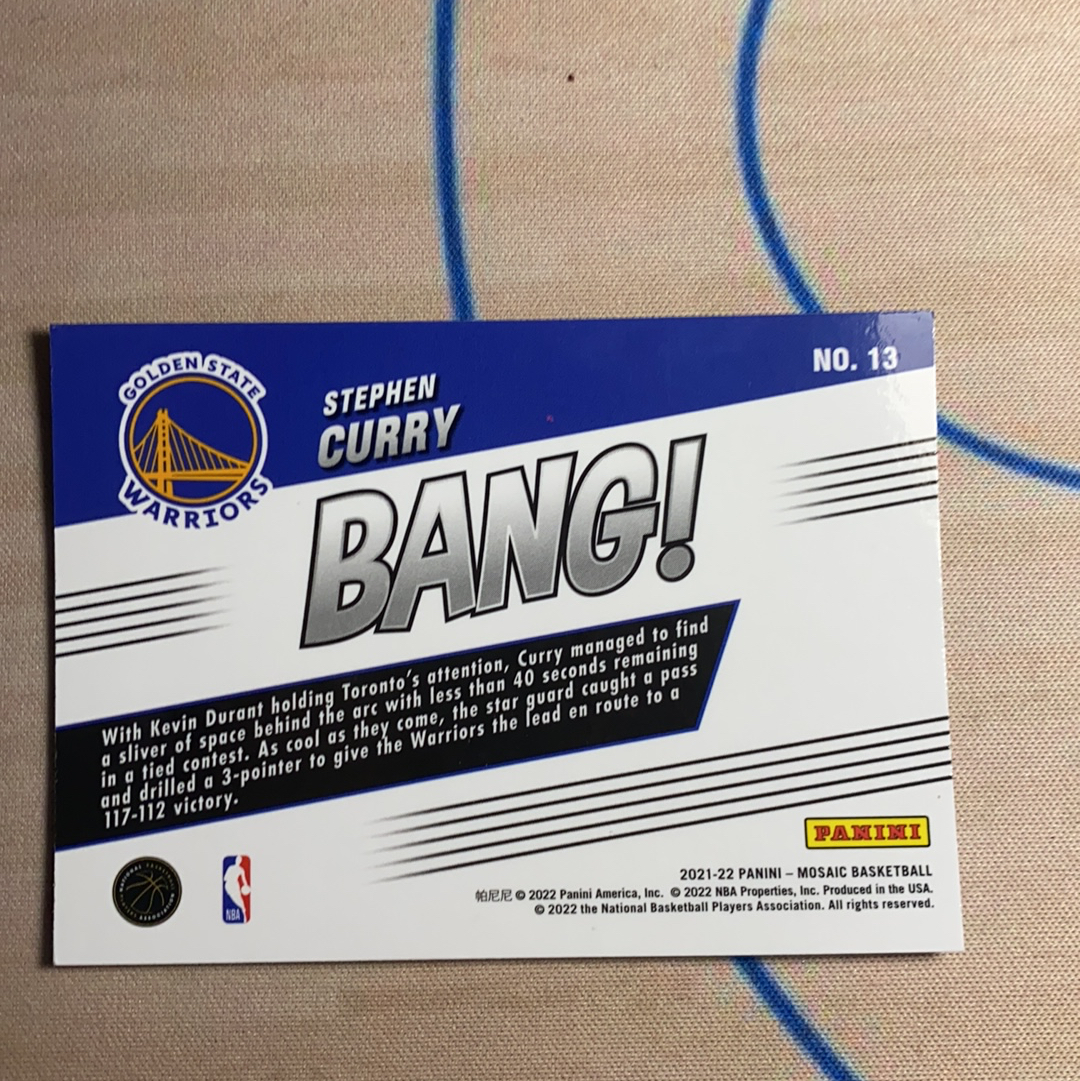 GOLDEN STATE
WARRIORS
STEPHEN
CURRY
NO. 13
BANG!
With Kevin Durant holding Toronto's attention, Curry managed to find
a sliver of space behind the arc with less than 40 seconds remaining
in a tied contest. As cool as they come, the star guard caught a pass
and drilled a 3-pointer to give the Warriors the lead en route to a
117-112 victory.
PANINI
NBA
2021-22 PANINI – MOSAIC BASKETBALL
帕尼尼 © 2022 Panini America, Inc. © 2022 NBA Properties, Inc. Produced in the USA.
© 2022 the National Basketball Players Association. All rights reserved.